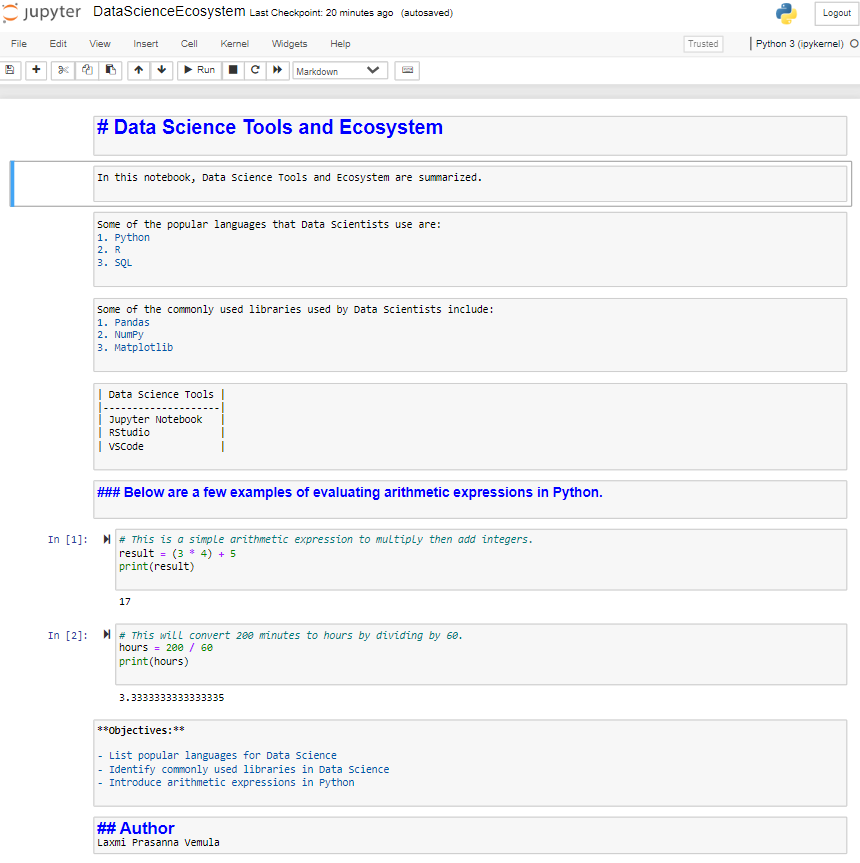 jupyter DataScienceEcosystem Last Checkpoint: 20 minutes ago (autosaved) Logout
File Edit View Insert Cell Kernel Widgets Help Trusted Python 3 (ipykernel)
Run Markdown
# Data Science Tools and Ecosystem
In this notebook, Data Science Tools and Ecosystem are summarized.
Some of the popular languages that Data Scientists use are:
1. Python
2. R
3. SQL
Some of the commonly used libraries used by Data Scientists include:
1. Pandas
2. NumPy
3. Matplotlib
| Data Science Tools |
|--------------------|
| Jupyter Notebook   |
| RStudio            |
| VSCode             |
### Below are a few examples of evaluating arithmetic expressions in Python.
In [1]: # This is a simple arithmetic expression to multiply then add integers.
result = (3 * 4) + 5
print(result)
17
In [2]: # This will convert 200 minutes to hours by dividing by 60.
hours = 200 / 60
print(hours)
3.3333333333333335
**Objectives:**
- List popular languages for Data Science
- Identify commonly used libraries in Data Science
- Introduce arithmetic expressions in Python
## Author
Laxmi Prasanna Vemula